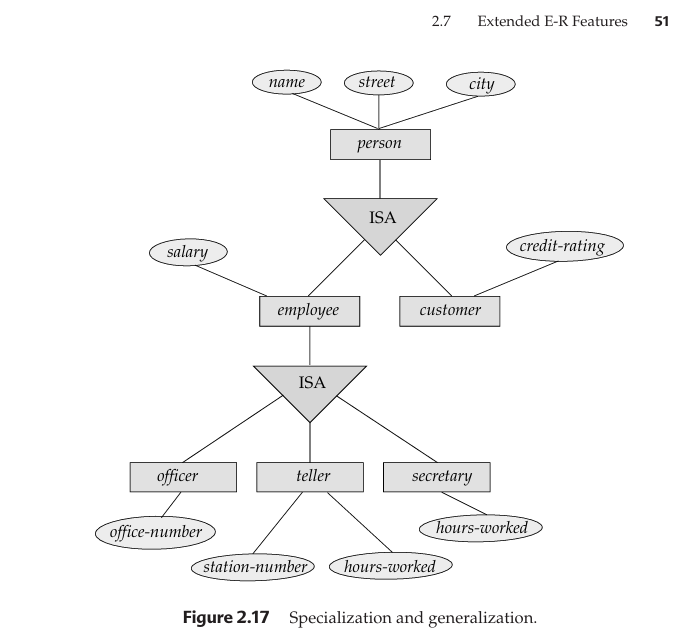 2.7 Extended E-R Features 51
name street city
person
ISA
salary credit-rating
employee customer
ISA
officer teller secretary
office-number hours-worked
station-number hours-worked
Figure 2.17 Specialization and generalization.